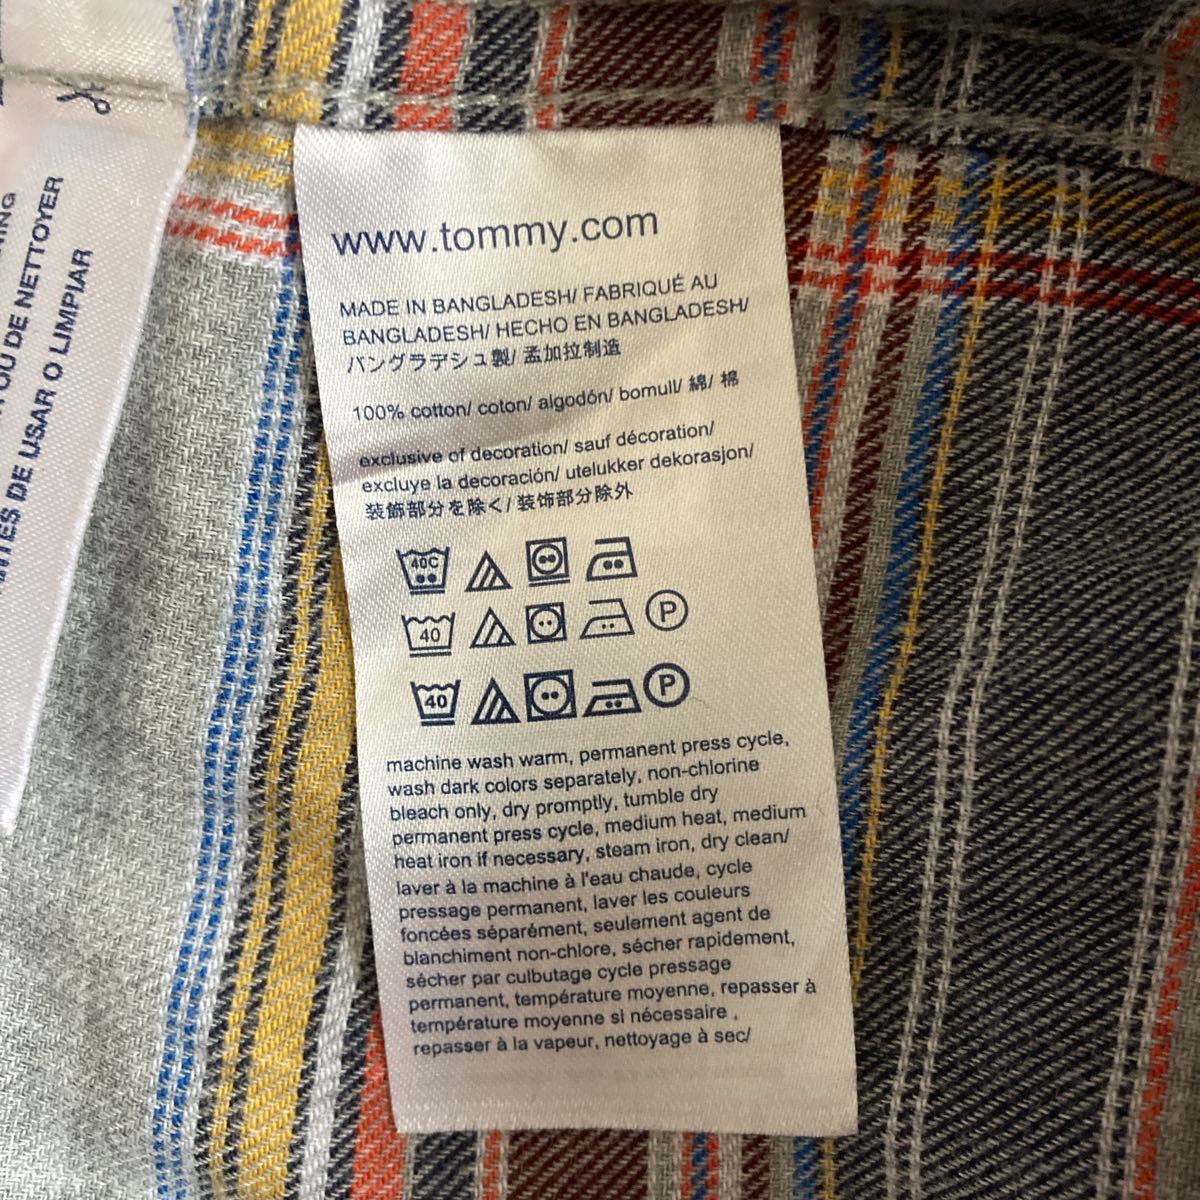 NING
OU DE NETTOYER
DE USAR O LIMPIAR
www.tommy.com
MADE IN BANGLADESH/ FABRIQUÉ AU
BANGLADESH/ HECHO EN BANGLADESH/
バングラデシュ製/ 孟加拉制造
100% cotton/ coton/ algodón/ bomull/ 綿/ 棉
exclusive of decoration/ sauf décoration/
excluye la decoración/ utelukker dekorasjon/
装飾部分を除く/ 装饰部分除外
40C
40 P
40 P
machine wash warm, permanent press cycle,
wash dark colors separately, non-chlorine
bleach only, dry promptly, tumble dry
permanent press cycle, medium heat, medium
heat iron if necessary, steam iron, dry clean/
laver à la machine à l'eau chaude, cycle
pressage permanent, laver les couleurs
foncées séparément, seulement agent de
blanchiment non-chlore, sécher rapidement,
sécher par culbutage cycle pressage
permanent, température moyenne, repasser à
température moyenne si nécessaire ,
repasser à la vapeur, nettoyage à sec/